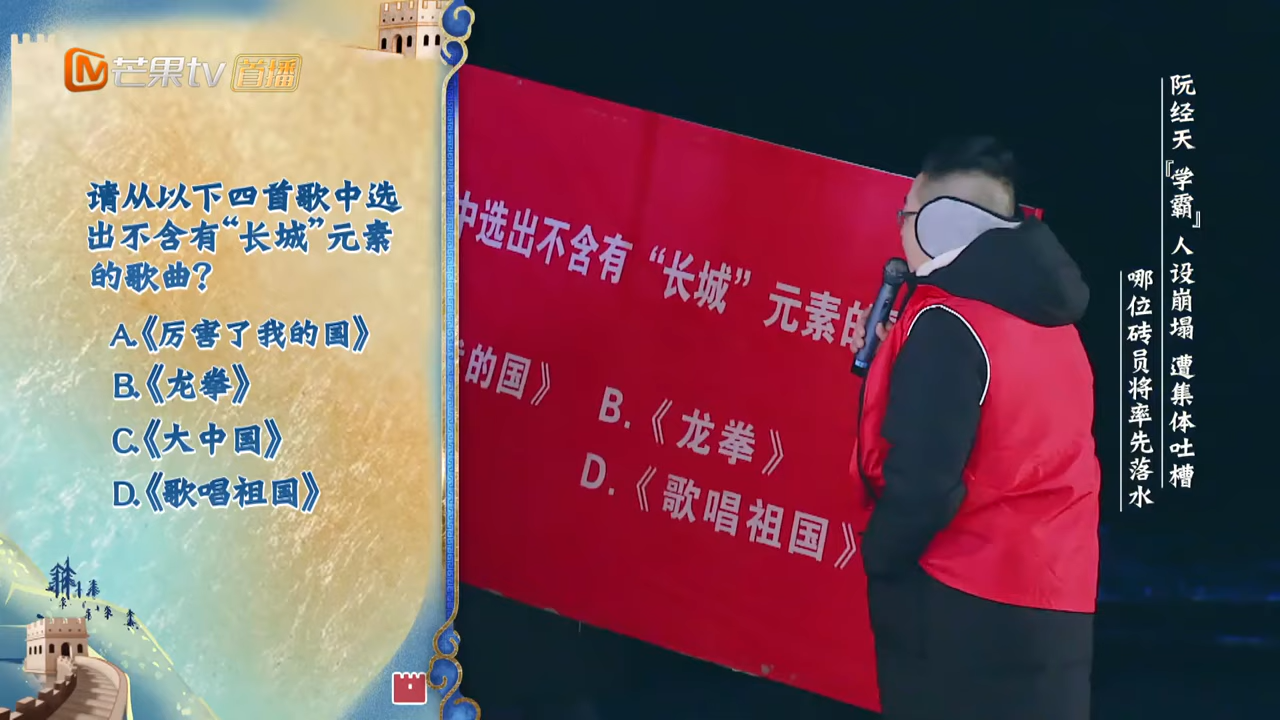 芒果tv 首播
请从以下四首歌中选
出不含有“长城”元素
的歌曲？
A.《厉害了我的国》
B.《龙拳》
C.《大中国》
D.《歌唱祖国》
中选出不含有“长城”元素的
的国》 B.《龙拳》
D.《歌唱祖国》
阮经天『学霸』人设崩塌 遭集体吐槽
哪位砖员将率先落水